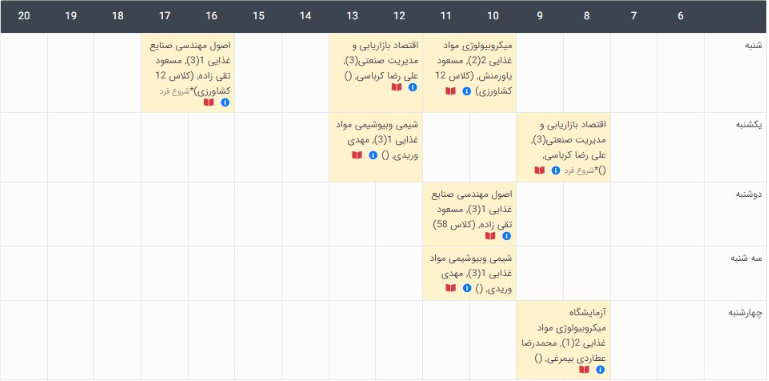 6 7 8 9 10 11 12 13 14 15 16 17 18 19 20
شنبه
میکروبیولوژی مواد
غذایی 2(2), مسعود
یاورمنش, (کلاس 12
کشاورزی)
اقتصاد بازاریابی و
مدیریت صنعتی(3),
علی رضا کرباسی, ()
اصول مهندسی صنایع
غذایی 1(3), مسعود
تقی زاده, (کلاس 12
کشاورزی)*شروع فرد
یکشنبه
اقتصاد بازاریابی و
مدیریت صنعتی(3),
علی رضا کرباسی,
()*شروع فرد
شیمی وبیوشیمی مواد
غذایی 1(3), مهدی
وریدی, ()
دوشنبه
اصول مهندسی صنایع
غذایی 1(3), مسعود
تقی زاده, (کلاس 58)
سه شنبه
شیمی وبیوشیمی مواد
غذایی 1(3), مهدی
وریدی, ()
چهارشنبه
آزمایشگاه
میکروبیولوژی مواد
غذایی 2(1), محمدرضا
عطاردی بیمرغی, ()